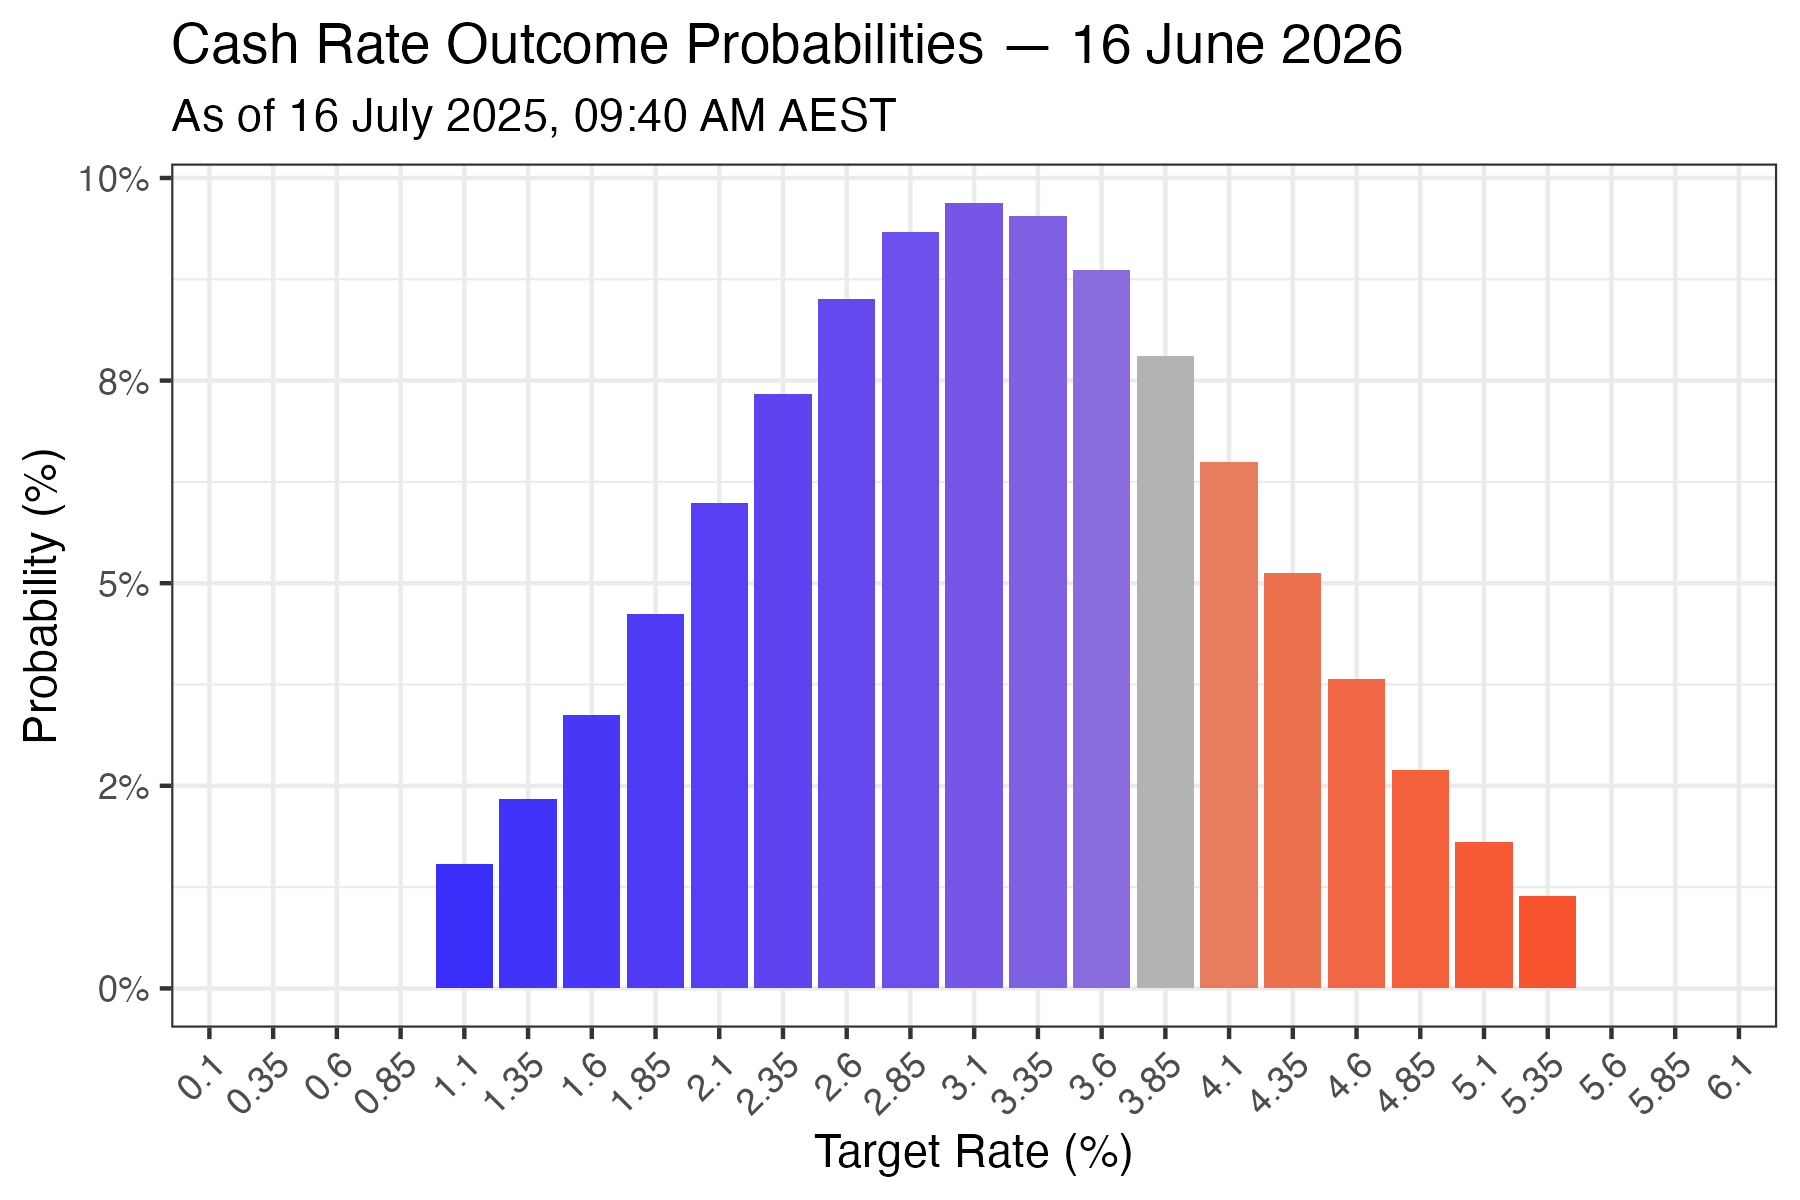 Cash Rate Outcome Probabilities — 16 June 2026
As of 16 July 2025, 09:40 AM AEST
Probability (%)
10%
8%
5%
2%
0%
0.1 0.35 0.6 0.85 1.1 1.35 1.6 1.85 2.1 2.35 2.6 2.85 3.1 3.35 3.6 3.85 4.1 4.35 4.6 4.85 5.1 5.35 5.6 5.85 6.1
Target Rate (%)